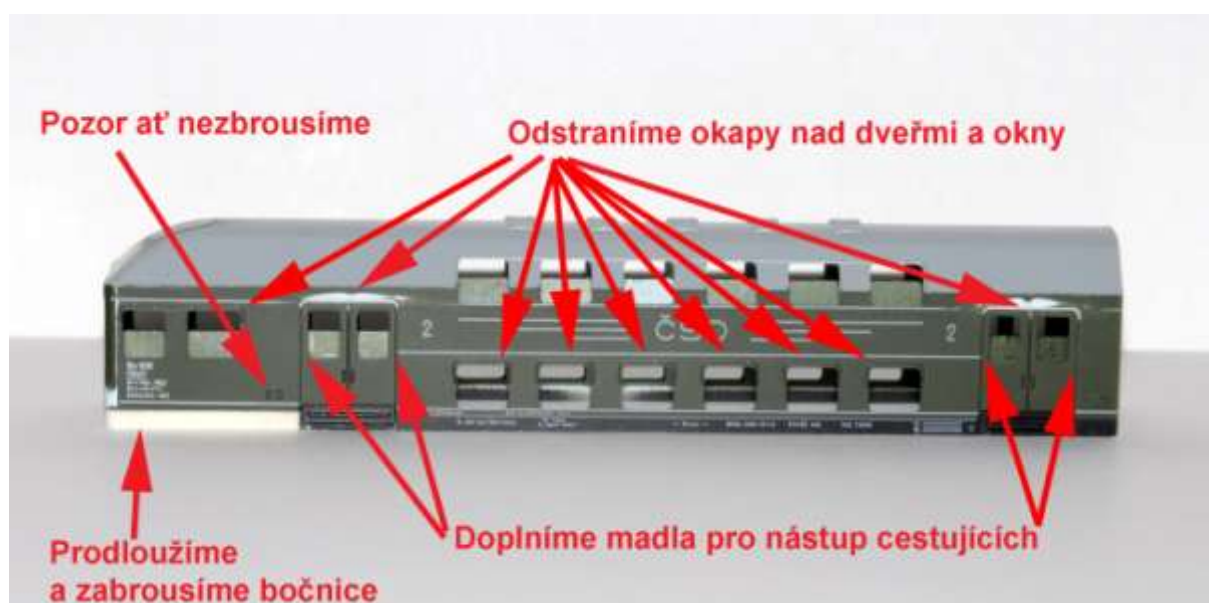 Pozor ať nezbrousíme
Odstraníme okapy nad dveřmi a okny
2
ČSD
2
Doplníme madla pro nástup cestujících
Prodloužíme
a zabrousíme bočnice